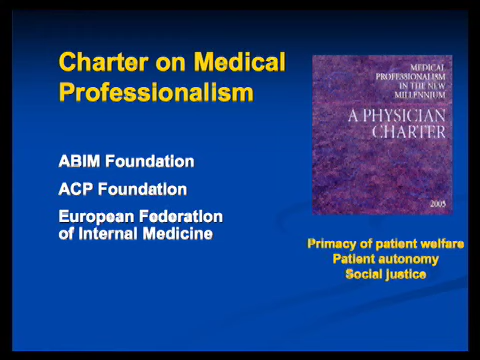 Charter on Medical
Professionalism
ABIM Foundation
ACP Foundation
European Federation
of Internal Medicine
MEDICAL
PROFESSIONALISM
IN THE NEW
MILLENNIUM
A PHYSICIAN
CHARTER
2005
Primacy of patient welfare
Patient autonomy
Social justice